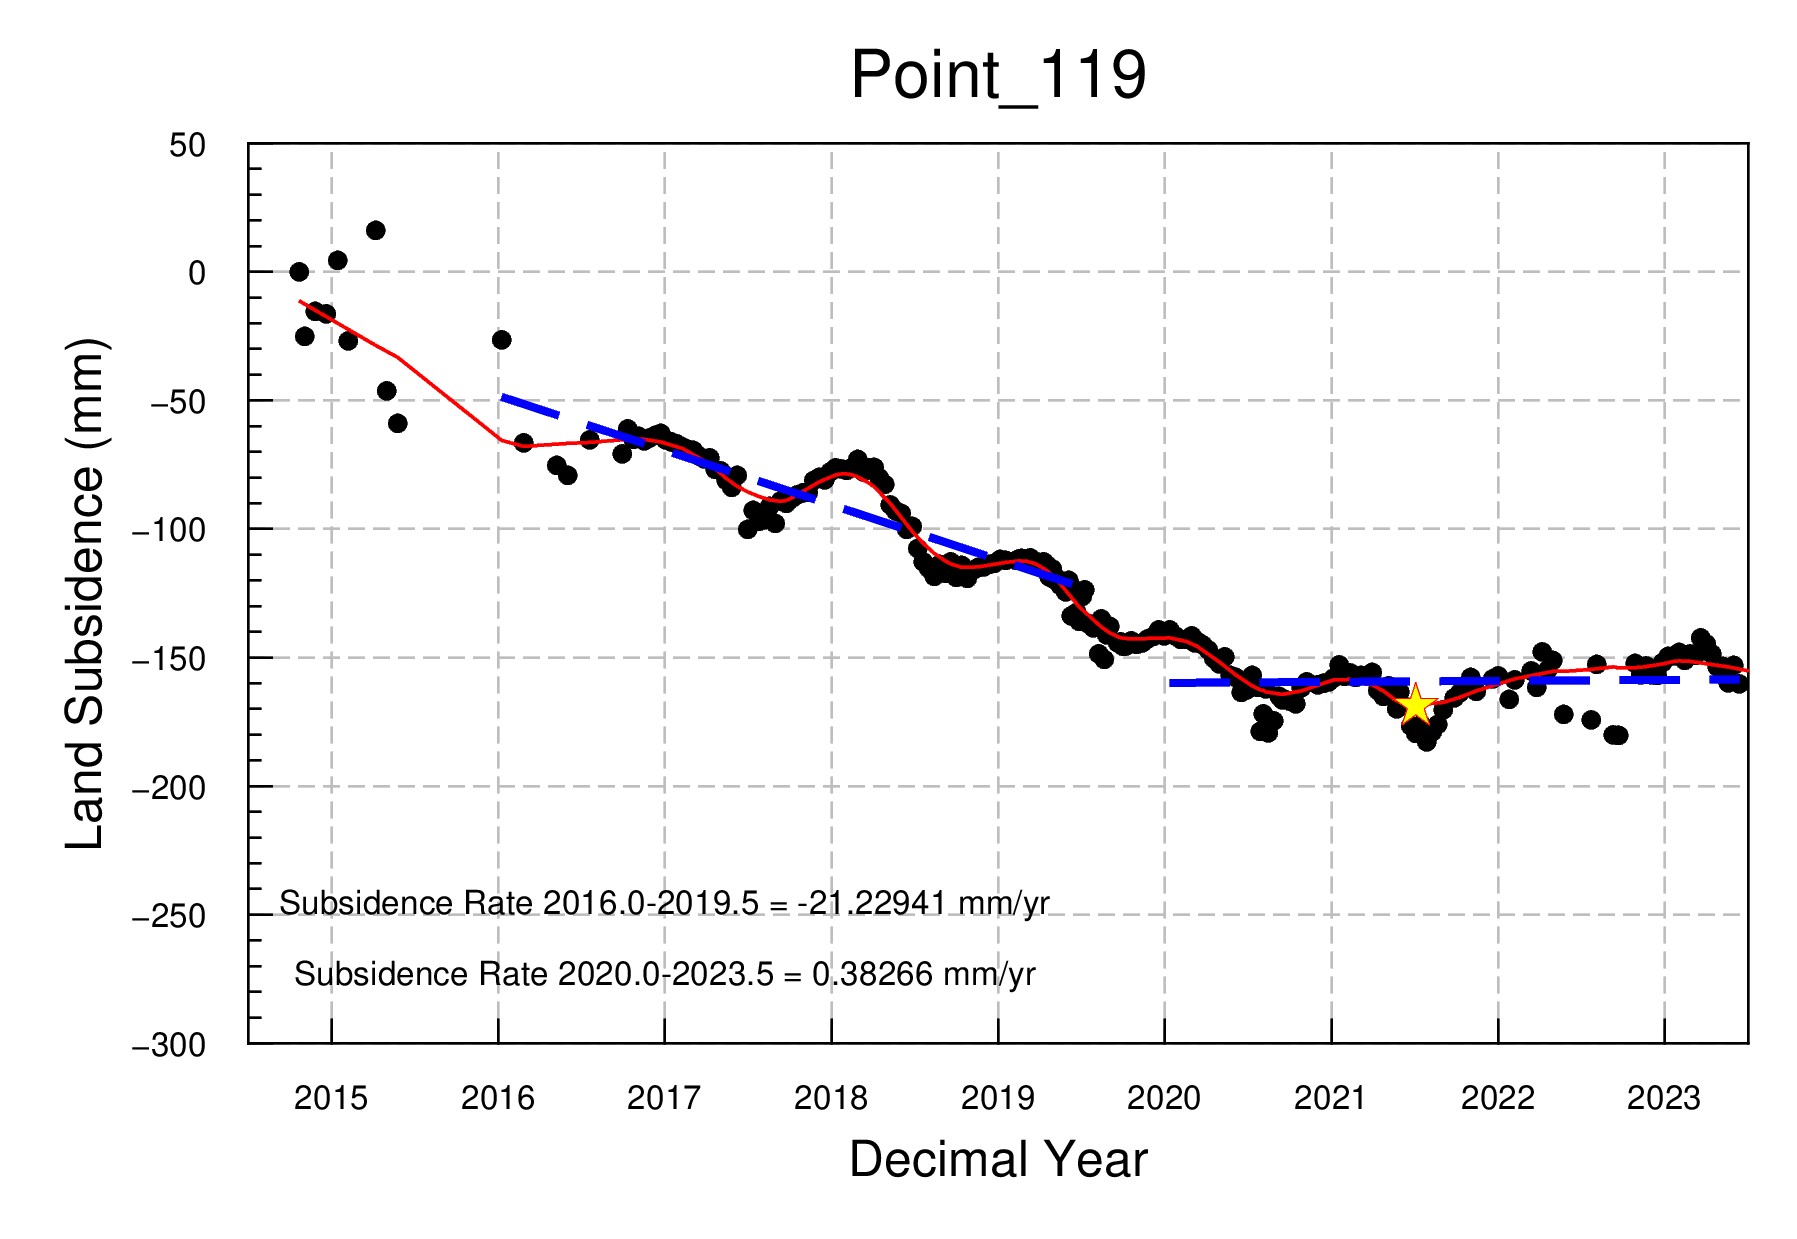 Point_119
50
0
−50
−100
−150
−200
−250
−300
Land Subsidence (mm)
Subsidence Rate 2016.0-2019.5 = -21.22941 mm/yr
Subsidence Rate 2020.0-2023.5 = 0.38266 mm/yr
2015 2016 2017 2018 2019 2020 2021 2022 2023
Decimal Year